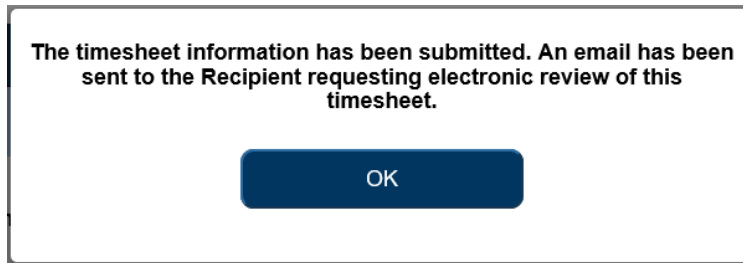 The timesheet information has been submitted. An email has been
sent to the Recipient requesting electronic review of this
timesheet.
OK